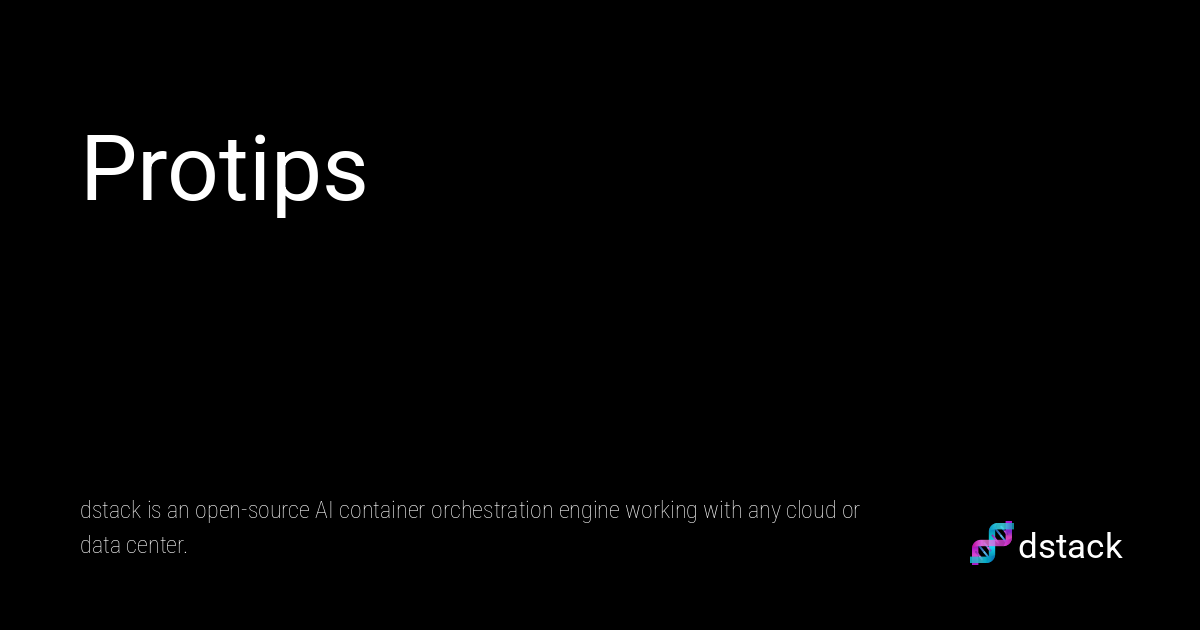 Protips
dstack is an open-source AI container orchestration engine working with any cloud or
data center.
dstack